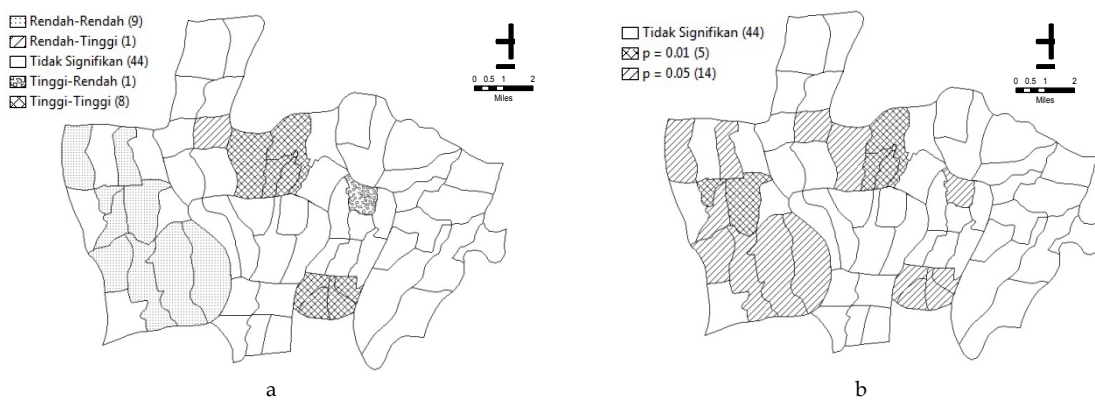 Rendah-Rendah (9)
Rendah-Tinggi (1)
Tidak Signifikan (44)
Tinggi-Rendah (1)
Tinggi-Tinggi (8)
0 0.5 1 2
Miles
a
Tidak Signifikan (44)
p = 0.01 (5)
p = 0.05 (14)
0 0.5 1 2
Miles
b